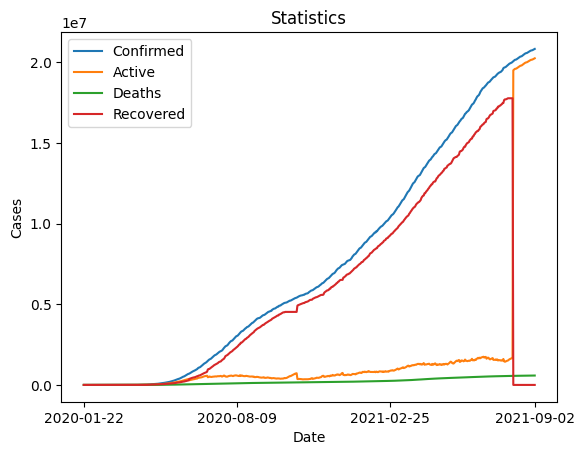 Statistics
1e7
Confirmed
Active
Deaths
Recovered
2.0
1.5
1.0
0.5
0.0
Cases
2020-01-22
2020-08-09
2021-02-25
2021-09-02
Date